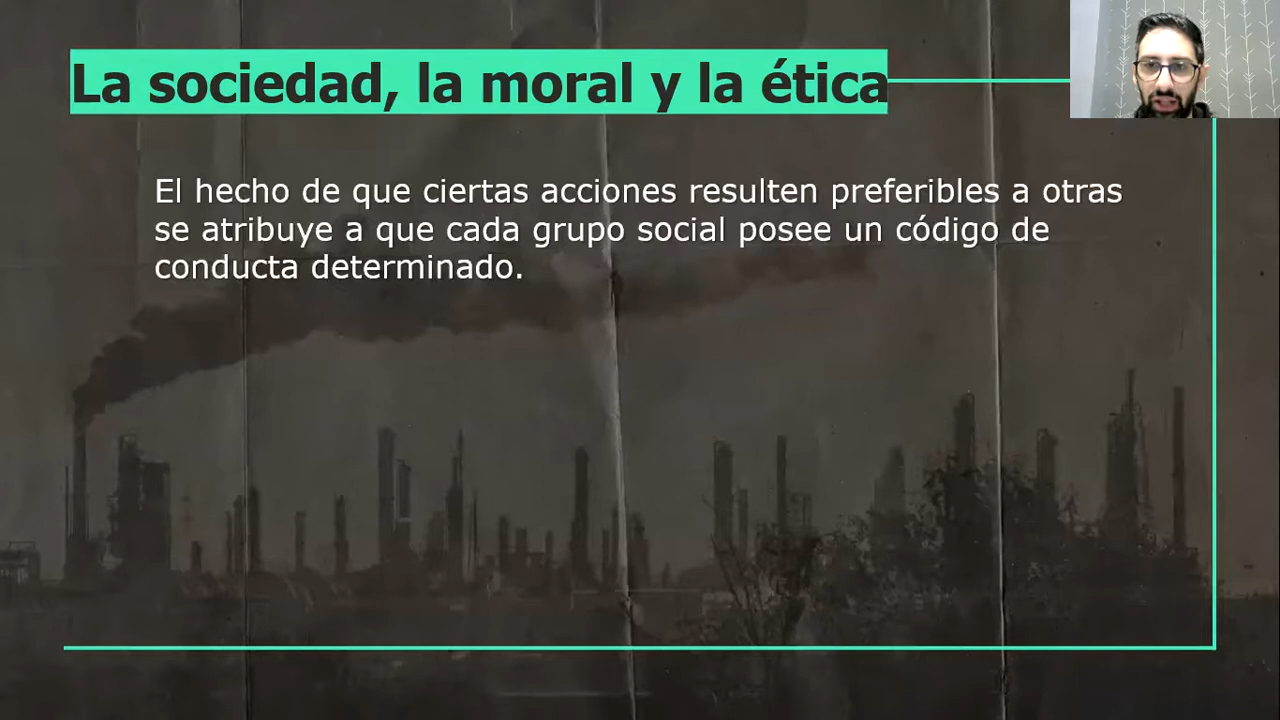 La sociedad, la moral y la ética
El hecho de que ciertas acciones resulten preferibles a otras
se atribuye a que cada grupo social posee un código de
conducta determinado.